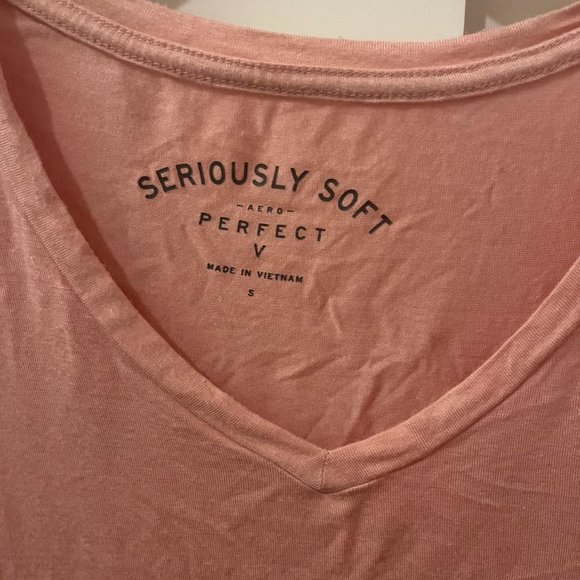 SERIOUSLY SOFT
-AERO-
PERFECT
V
MADE IN VIETNAM
S